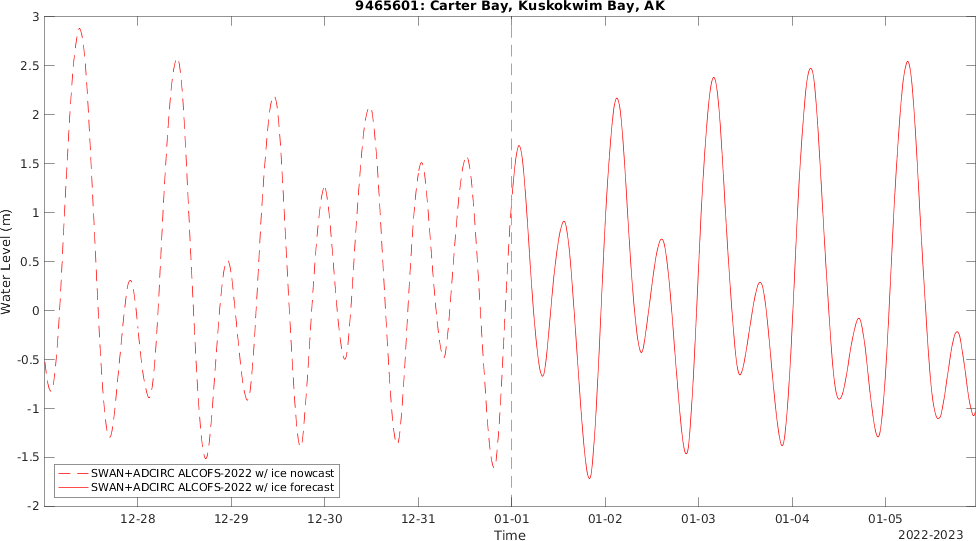 9465601: Carter Bay, Kuskokwim Bay, AK
3
2.5
2
1.5
1
0.5
0
-0.5
-1
-1.5
-2
Water Level (m)
SWAN+ADCIRC ALCOFS-2022 w/ ice nowcast
SWAN+ADCIRC ALCOFS-2022 w/ ice forecast
12-28 12-29 12-30 12-31 01-01 01-02 01-03 01-04 01-05
Time
2022-2023